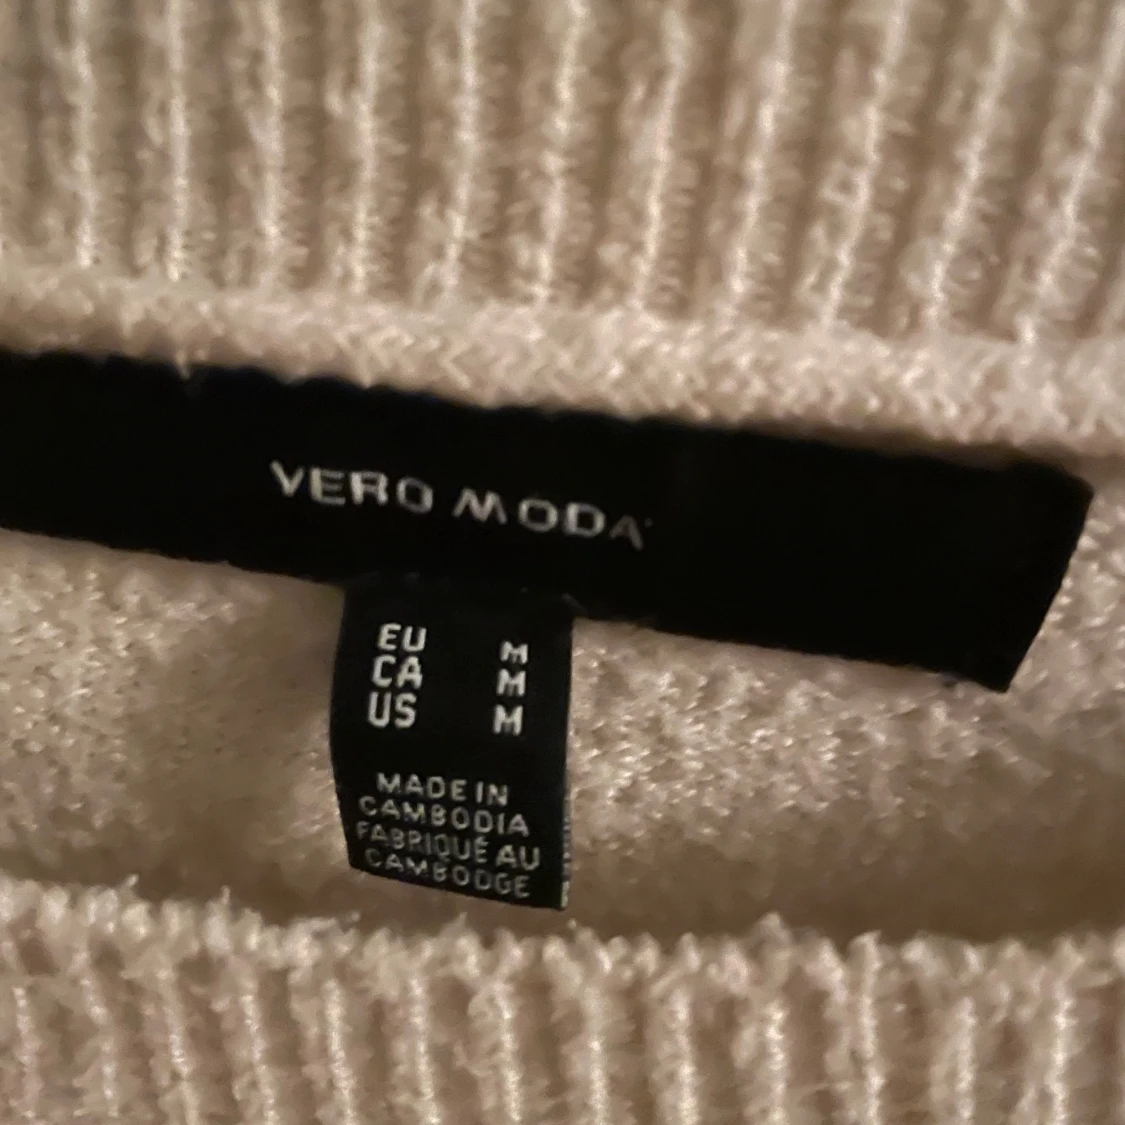 VERO MODA
EU M
CA M
US M
MADE IN
CAMBODIA
FABRIQUÉ AU
CAMBODGE